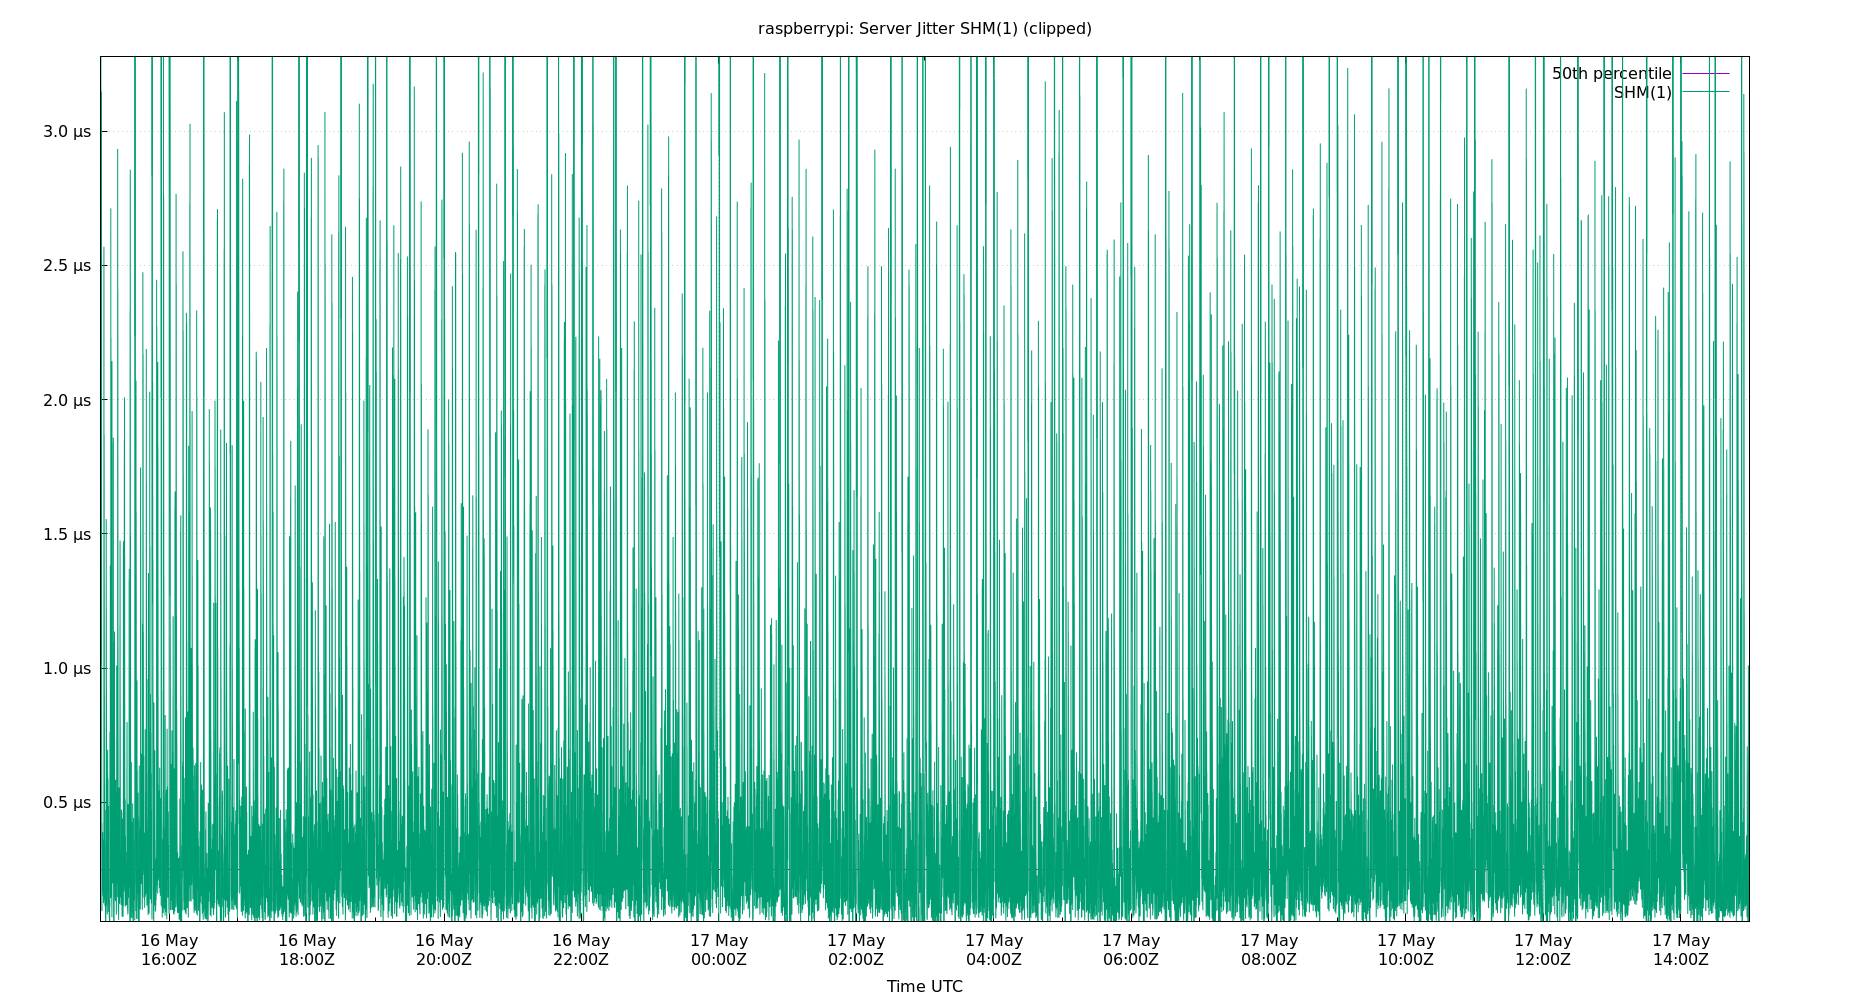 raspberrypi: Server Jitter SHM(1) (clipped)
50th percentile
SHM(1)
3.0 µs
2.5 µs
2.0 µs
1.5 µs
1.0 µs
0.5 µs
16 May 16 May 16 May 16 May 17 May 17 May 17 May 17 May 17 May 17 May 17 May 17 May
16:00Z 18:00Z 20:00Z 22:00Z 00:00Z 02:00Z 04:00Z 06:00Z 08:00Z 10:00Z 12:00Z 14:00Z
Time UTC